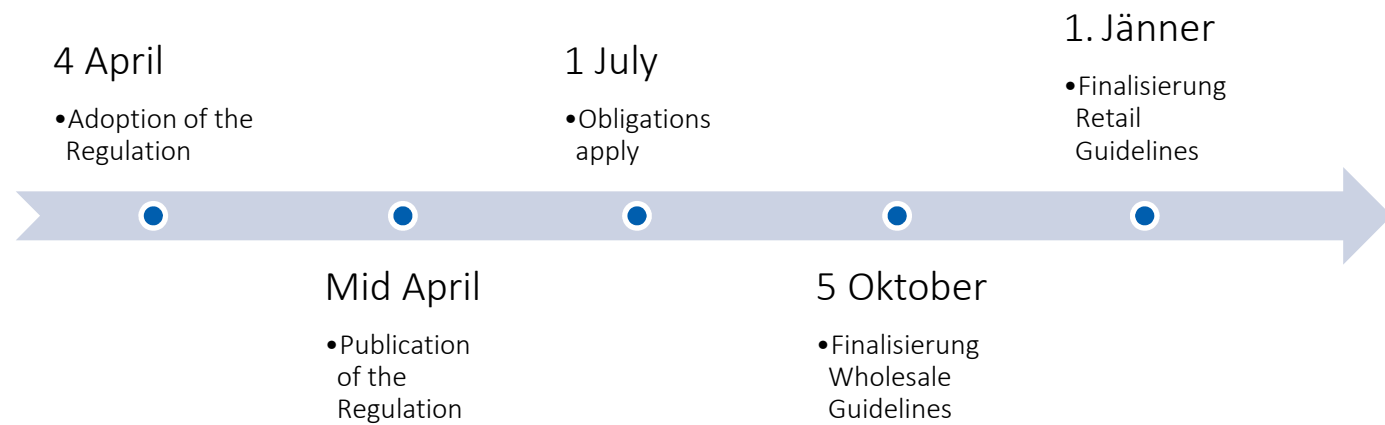 4 April
•Adoption of the
Regulation
Mid April
•Publication
of the
Regulation
1 July
•Obligations
apply
5 Oktober
•Finalisierung
Wholesale
Guidelines
1. Jänner
•Finalisierung
Retail
Guidelines